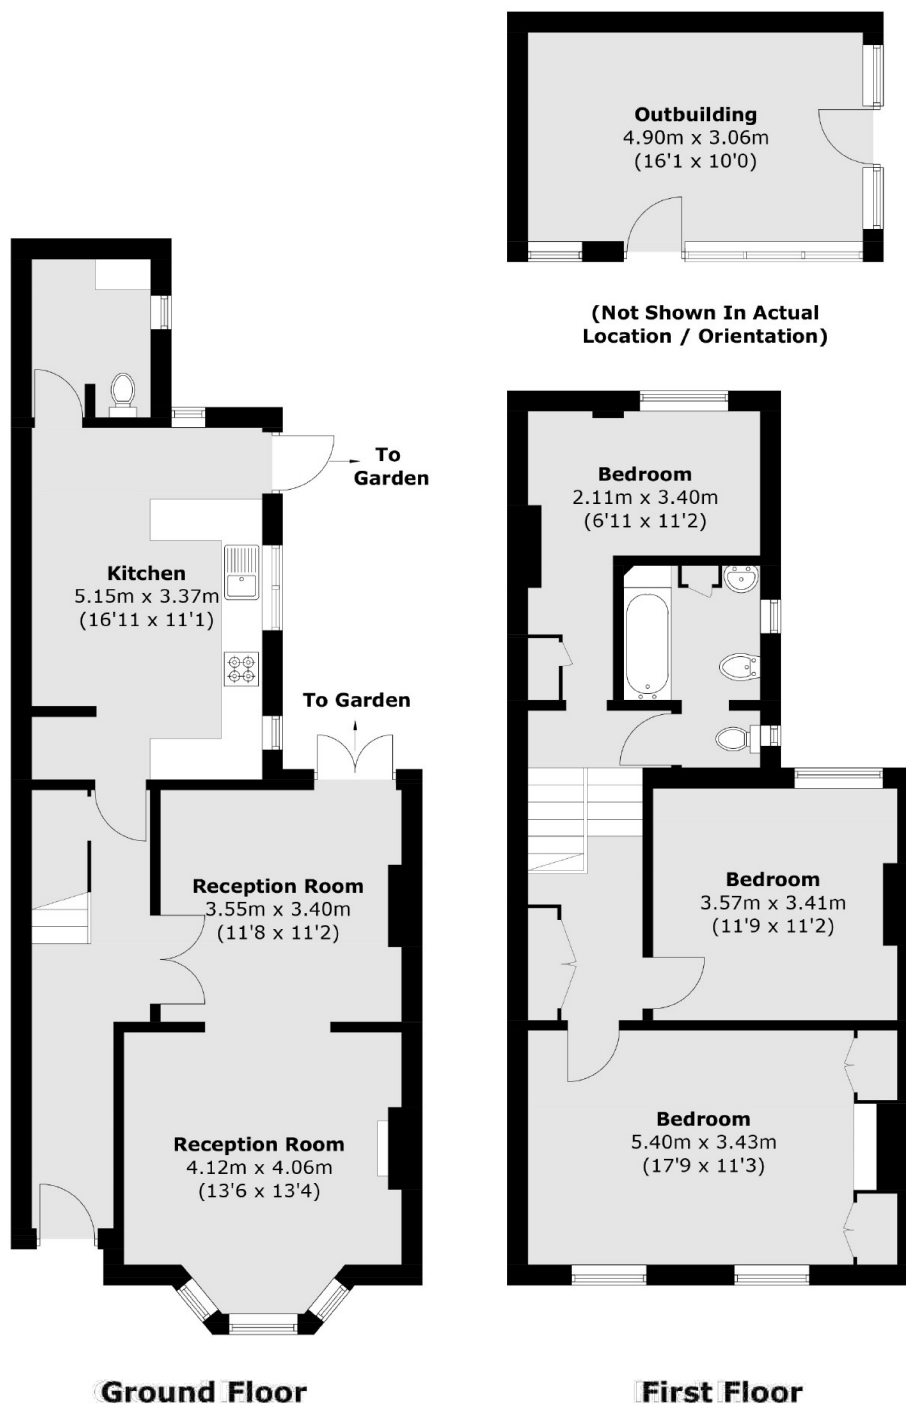 Outbuilding
4.90m x 3.06m
(16'1 x 10'0)
(Not Shown In Actual
Location / Orientation)
To
Garden
Kitchen
5.15m x 3.37m
(16'11 x 11'1)
To Garden
Reception Room
3.55m x 3.40m
(11'8 x 11'2)
Reception Room
4.12m x 4.06m
(13'6 x 13'4)
Ground Floor
Bedroom
2.11m x 3.40m
(6'11 x 11'2)
Bedroom
3.57m x 3.41m
(11'9 x 11'2)
Bedroom
5.40m x 3.43m
(17'9 x 11'3)
First Floor